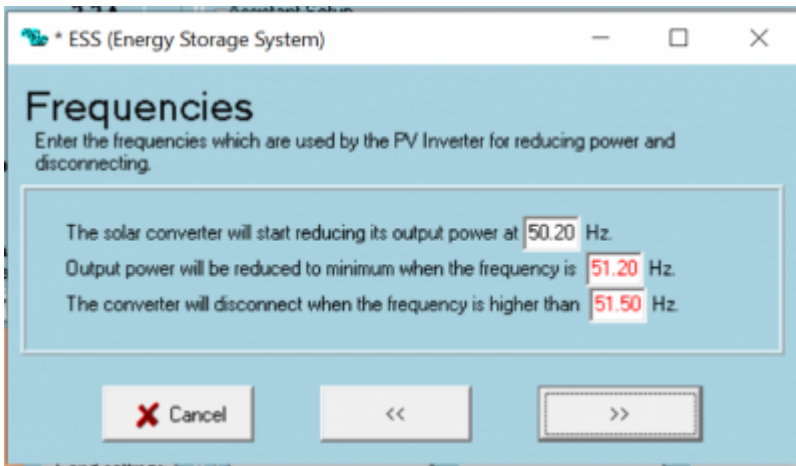 Assistant Setup
* ESS (Energy Storage System)
Frequencies
Enter the frequencies which are used by the PV Inverter for reducing power and
disconnecting.
The solar converter will start reducing its output power at 50.20 Hz.
Output power will be reduced to minimum when the frequency is 51.20 Hz.
The converter will disconnect when the frequency is higher than 51.50 Hz.
Cancel
<<
>>